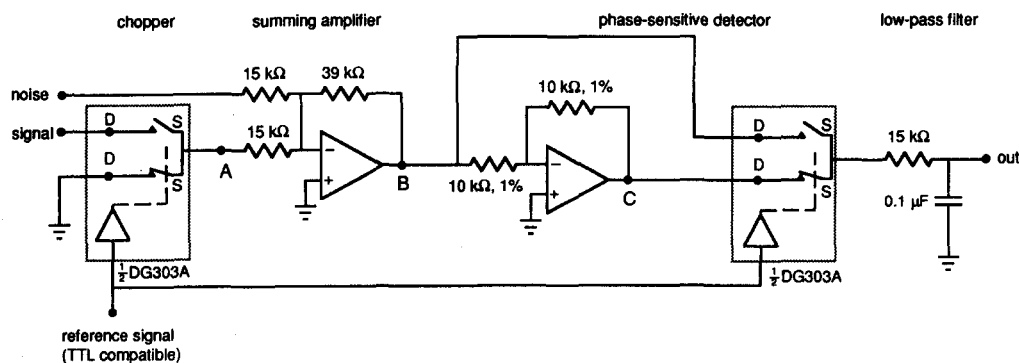 chopper
summing amplifier
phase-sensitive detector
low-pass filter
noise
15 kΩ
39 kΩ
10 kΩ, 1%
signal
D
S
D
S
A
15 kΩ
−
+
B
10 kΩ, 1%
−
+
C
D
S
D
S
15 kΩ
out
0.1 µF
½DG303A
½DG303A
reference signal
(TTL compatible)